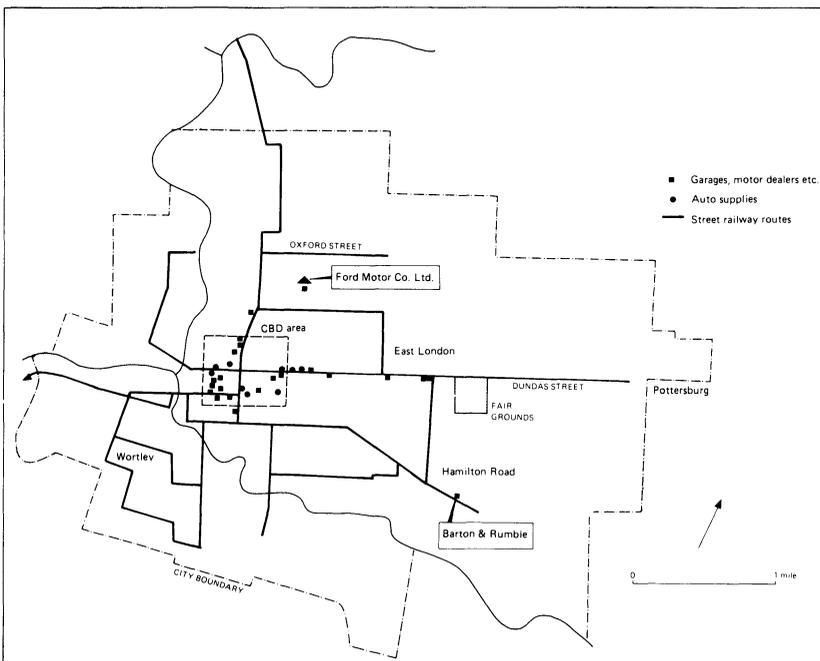 Garages, motor dealers etc.
Auto supplies
Street railway routes
OXFORD STREET
Ford Motor Co. Ltd.
CBD area
East London
DUNDAS STREET
Pottersburg
FAIR
GROUNDS
Wortley
Hamilton Road
Barton & Rumble
CITY BOUNDARY
0
1 mile